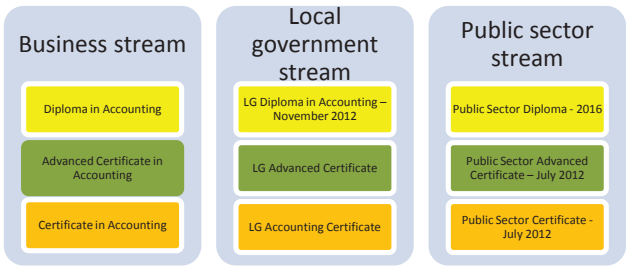 Business stream
Diploma in Accounting
Advanced Certificate in
Accounting
Certificate in Accounting
Local
government
stream
LG Diploma in Accounting –
November 2012
LG Advanced Certificate
LG Accounting Certificate
Public sector
stream
Public Sector Diploma - 2016
Public Sector Advanced
Certificate – July 2012
Public Sector Certificate -
July 2012